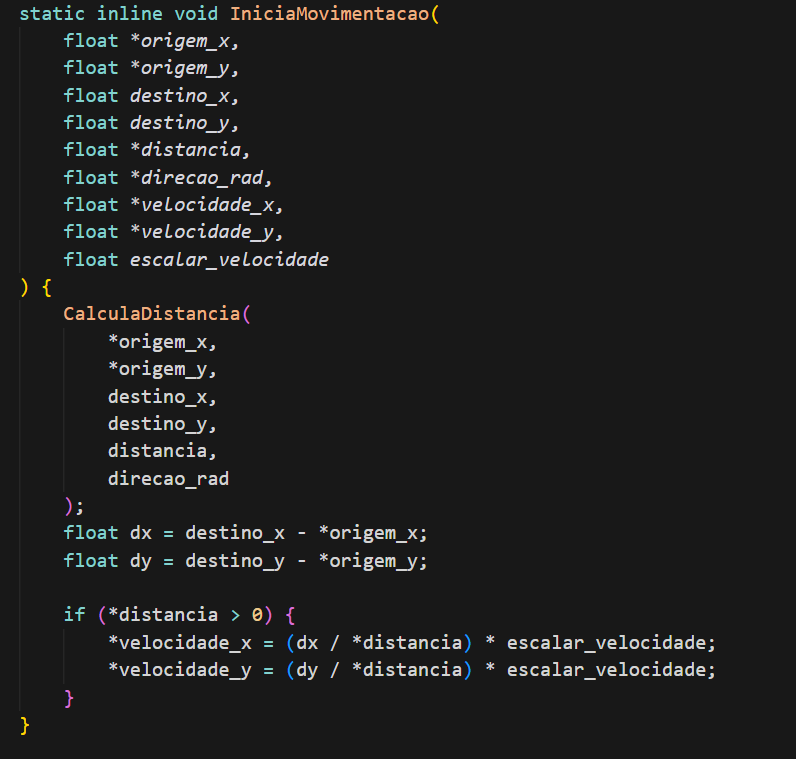 static inline void IniciaMovimentacao(
    float *origem_x,
    float *origem_y,
    float destino_x,
    float destino_y,
    float *distancia,
    float *direcao_rad,
    float *velocidade_x,
    float *velocidade_y,
    float escalar_velocidade
) {
    CalculaDistancia(
        *origem_x,
        *origem_y,
        destino_x,
        destino_y,
        distancia,
        direcao_rad
    );
    float dx = destino_x - *origem_x;
    float dy = destino_y - *origem_y;

    if (*distancia > 0) {
        *velocidade_x = (dx / *distancia) * escalar_velocidade;
        *velocidade_y = (dy / *distancia) * escalar_velocidade;
    }
}